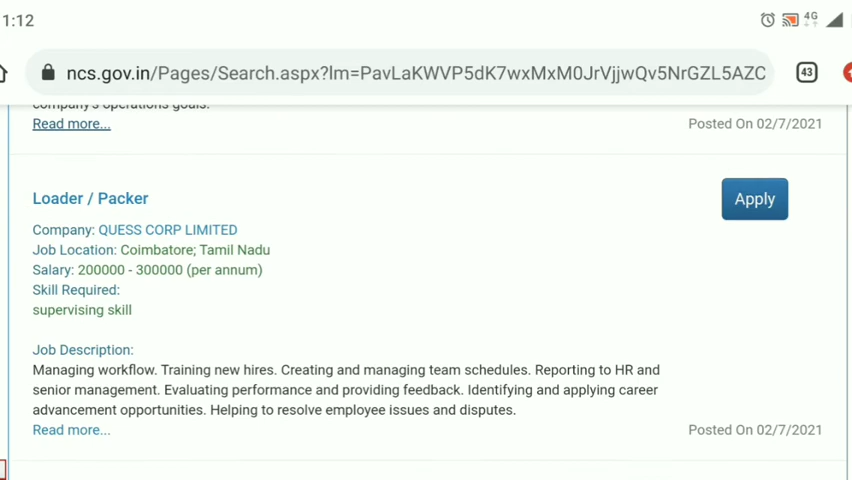 1:12
4G
ncs.gov.in/Pages/Search.aspx?lm=PavLaKWVP5dK7wxMxM0JrVjjwQv5NrGZL5AZC
43
company's operations goals.
Read more...
Posted On 02/7/2021
Loader / Packer
Apply
Company: QUESS CORP LIMITED
Job Location: Coimbatore; Tamil Nadu
Salary: 200000 - 300000 (per annum)
Skill Required:
supervising skill
Job Description:
Managing workflow. Training new hires. Creating and managing team schedules. Reporting to HR and
senior management. Evaluating performance and providing feedback. Identifying and applying career
advancement opportunities. Helping to resolve employee issues and disputes.
Read more...
Posted On 02/7/2021